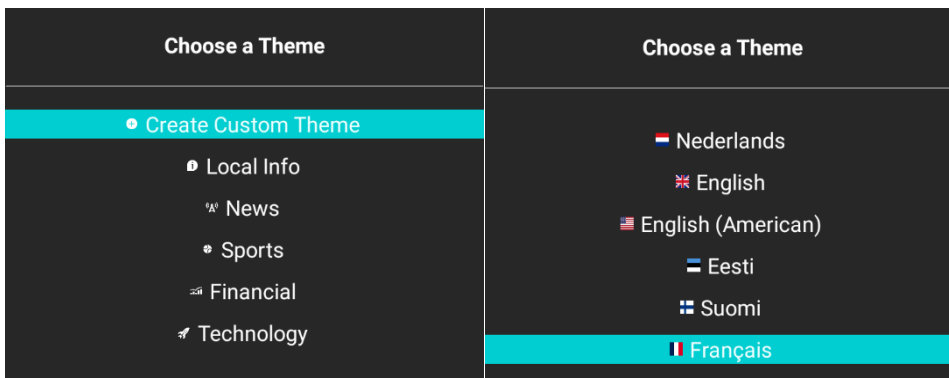 Choose a Theme
Create Custom Theme
Local Info
News
Sports
Financial
Technology
Choose a Theme
Nederlands
English
English (American)
Eesti
Suomi
Français